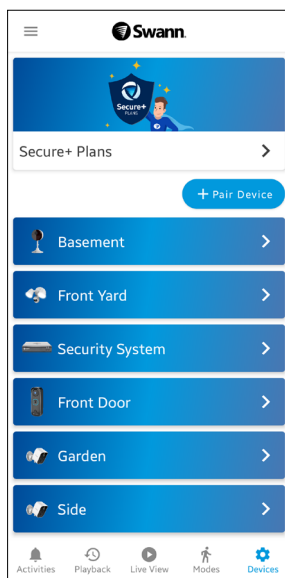 Swann.
Secure+
PLANS
Secure+ Plans
+ Pair Device
Basement
Front Yard
Security System
Front Door
Garden
Side
Activities Playback Live View Modes Devices